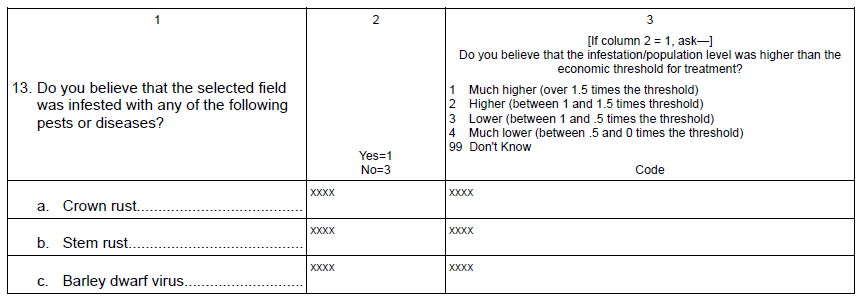 1
2
3
[If column 2 = 1, ask—]
Do you believe that the infestation/population level was higher than the
economic threshold for treatment?
13. Do you believe that the selected field
was infested with any of the following
pests or diseases?
Yes=1
No=3
1 Much higher (over 1.5 times the threshold)
2 Higher (between 1 and 1.5 times threshold)
3 Lower (between 1 and .5 times the threshold)
4 Much lower (between .5 and 0 times the threshold)
99 Don't Know
Code
a. Crown rust.......................................
xxxx
xxxx
b. Stem rust.........................................
xxxx
xxxx
c. Barley dwarf virus............................
xxxx
xxxx